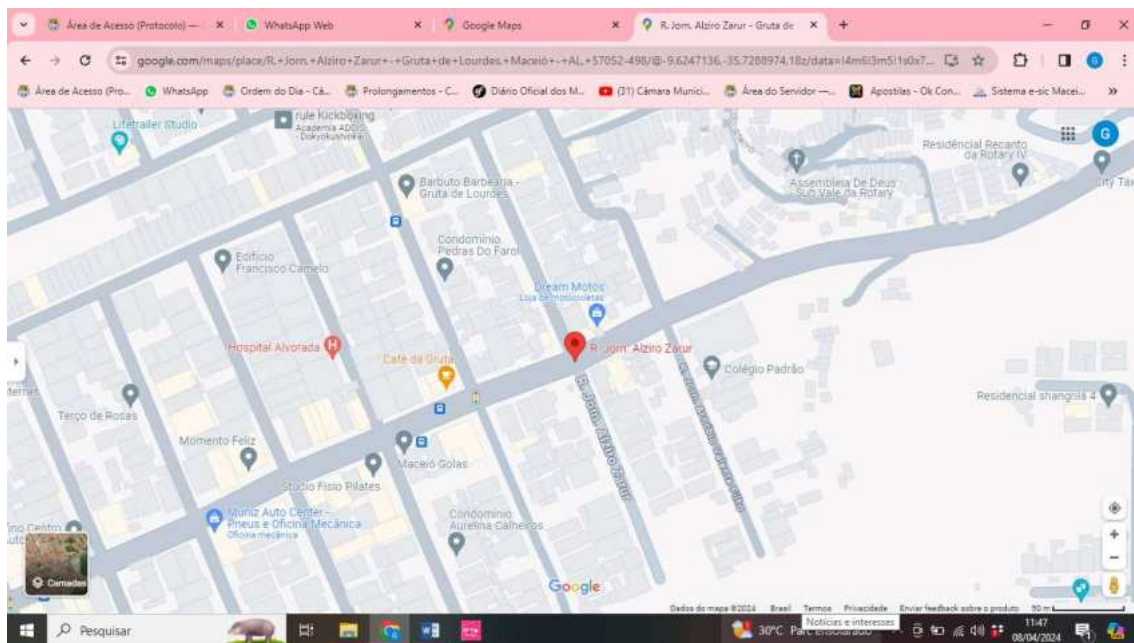 Área de Acesso (Protocolo) —
WhatsApp Web
Google Maps
R. Jorn. Alziro Zarur - Gruta de
google.com/maps/place/R.+Jorn.+Alziro+Zarur+-+Gruta+de+Lourdes,+Maceió+-+AL,+57052-498/@-9.6247136,-35.7288974,18z/data=!4m6!3m5!1s0x7...
G
Área de Acesso (Pro...
WhatsApp
Ordem do Dia - Câ...
Prolongamentos - C...
Diário Oficial dos M...
(31) Câmara Munici...
Área do Servidor —...
Apostilas - Ok Con...
Sistema e-sic Macei...
Lifetrailer Studio
rule Kickboxing
Academia
- Dokyokushinkai
G
Residêncial Recanto
da Rotary IV
City Tax
Assembleia De Deus
- Sub Vale da Rotary
Barbuto Barbearia -
Gruta de Lourdes
Condomínio
Pedras Do Farol
Edifício
Francisco Camelo
Dream Motos
Loja de motocicletas
Hospital Alvorada
H
R. Jorn. Alziro Zarur
Café da Gruta
Colégio Padrão
Residencial shangrilá 4
Terço de Rosas
R. Jorn. Alziro Zarur
Momento Feliz
Maceió Golas
Studio Fisio Pilates
Muniz Auto Center -
Pneus e Oficina Mecânica
Oficina mecânica
Condomínio
Aurelina Calheiros
Camadas
Google
Dados do mapa ©2024
Brasil
Termos
Privacidade
Enviar feedback sobre o produto
50 m
Notícias e interesses
Pesquisar
30°C
11:47
08/04/2024